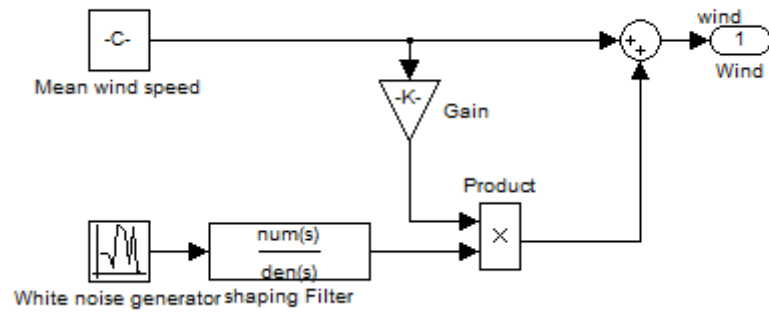 -C-
Mean wind speed
-K-
Gain
+
+
wind
1
Wind
Product
×
num(s)
den(s)
White noise generator
shaping Filter